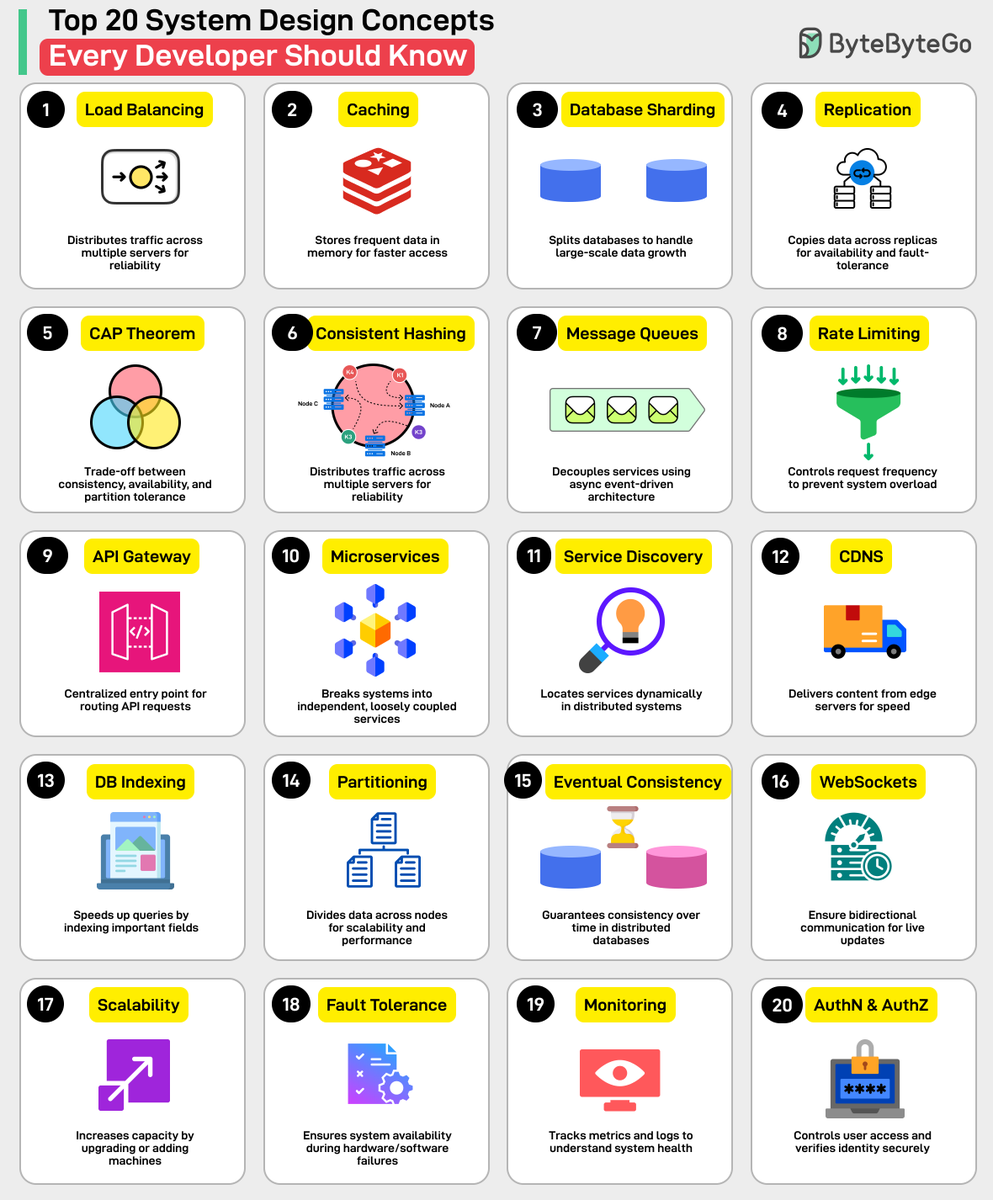 Top 20 System Design Concepts
Every Developer Should Know
ByteByteGo
1
Load Balancing
Distributes traffic across
multiple servers for
reliability
2
Caching
Stores frequent data in
memory for faster access
3
Database Sharding
Splits databases to handle
large-scale data growth
4
Replication
Copies data across replicas
for availability and fault-
tolerance
5
CAP Theorem
Trade-off between
consistency, availability, and
partition tolerance
6
Consistent Hashing
K4
K1
Node C
Node A
K3
K3
Node B
Distributes traffic across
multiple servers for
reliability
7
Message Queues
Decouples services using
async event-driven
architecture
8
Rate Limiting
Controls request frequency
to prevent system overload
9
API Gateway
</>
Centralized entry point for
routing API requests
10
Microservices
Breaks systems into
independent, loosely coupled
services
11
Service Discovery
Locates services dynamically
in distributed systems
12
CDNS
Delivers content from edge
servers for speed
13
DB Indexing
Speeds up queries by
indexing important fields
14
Partitioning
Divides data across nodes
for scalability and
performance
15
Eventual Consistency
Guarantees consistency over
time in distributed
databases
16
WebSockets
Ensure bidirectional
communication for live
updates
17
Scalability
Increases capacity by
upgrading or adding
machines
18
Fault Tolerance
Ensures system availability
during hardware/software
failures
19
Monitoring
Tracks metrics and logs to
understand system health
20
AuthN & AuthZ
****
Controls user access and
verifies identity securely